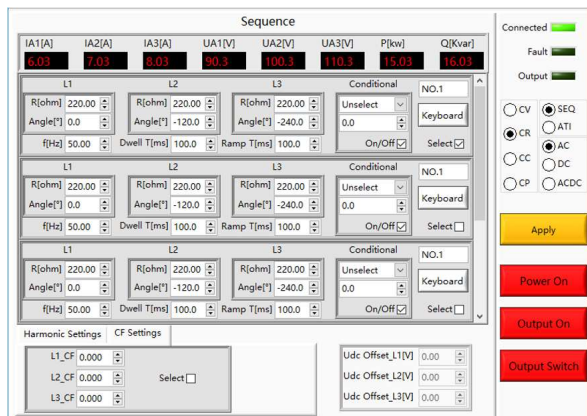 Sequence
IA1[A] IA2[A] IA3[A] UA1[V] UA2[V] UA3[V] P[kw] Q[Kvar]
6.03 7.03 8.03 90.3 100.3 110.3 15.03 16.03
L1 L2 L3 Conditional NO.1
R[ohm] 220.00 R[ohm] 220.00 R[ohm] 220.00 Unselect Keyboard
Angle[°] 0.0 Angle[°] -120.0 Angle[°] -240.0 0.0
f[Hz] 50.00 Dwell T[ms] 100.0 Ramp T[ms] 100.0 On/Off Select
L1 L2 L3 Conditional NO.1
R[ohm] 220.00 R[ohm] 220.00 R[ohm] 220.00 Unselect Keyboard
Angle[°] 0.0 Angle[°] -120.0 Angle[°] -240.0 0.0
f[Hz] 50.00 Dwell T[ms] 100.0 Ramp T[ms] 100.0 On/Off Select
L1 L2 L3 Conditional NO.1
R[ohm] 220.00 R[ohm] 220.00 R[ohm] 220.00 Unselect Keyboard
Angle[°] 0.0 Angle[°] -120.0 Angle[°] -240.0 0.0
f[Hz] 50.00 Dwell T[ms] 100.0 Ramp T[ms] 100.0 On/Off Select
Harmonic Settings CF Settings
L1_CF 0.000
L2_CF 0.000 Select
L3_CF 0.000
Udc Offset_L1[V] 0.00
Udc Offset_L2[V] 0.00
Udc Offset_L3[V] 0.00
Connected
Fault
Output
CV SEQ
ATI
CR AC
CC DC
CP ACDC
Apply
Power On
Output On
Output Switch